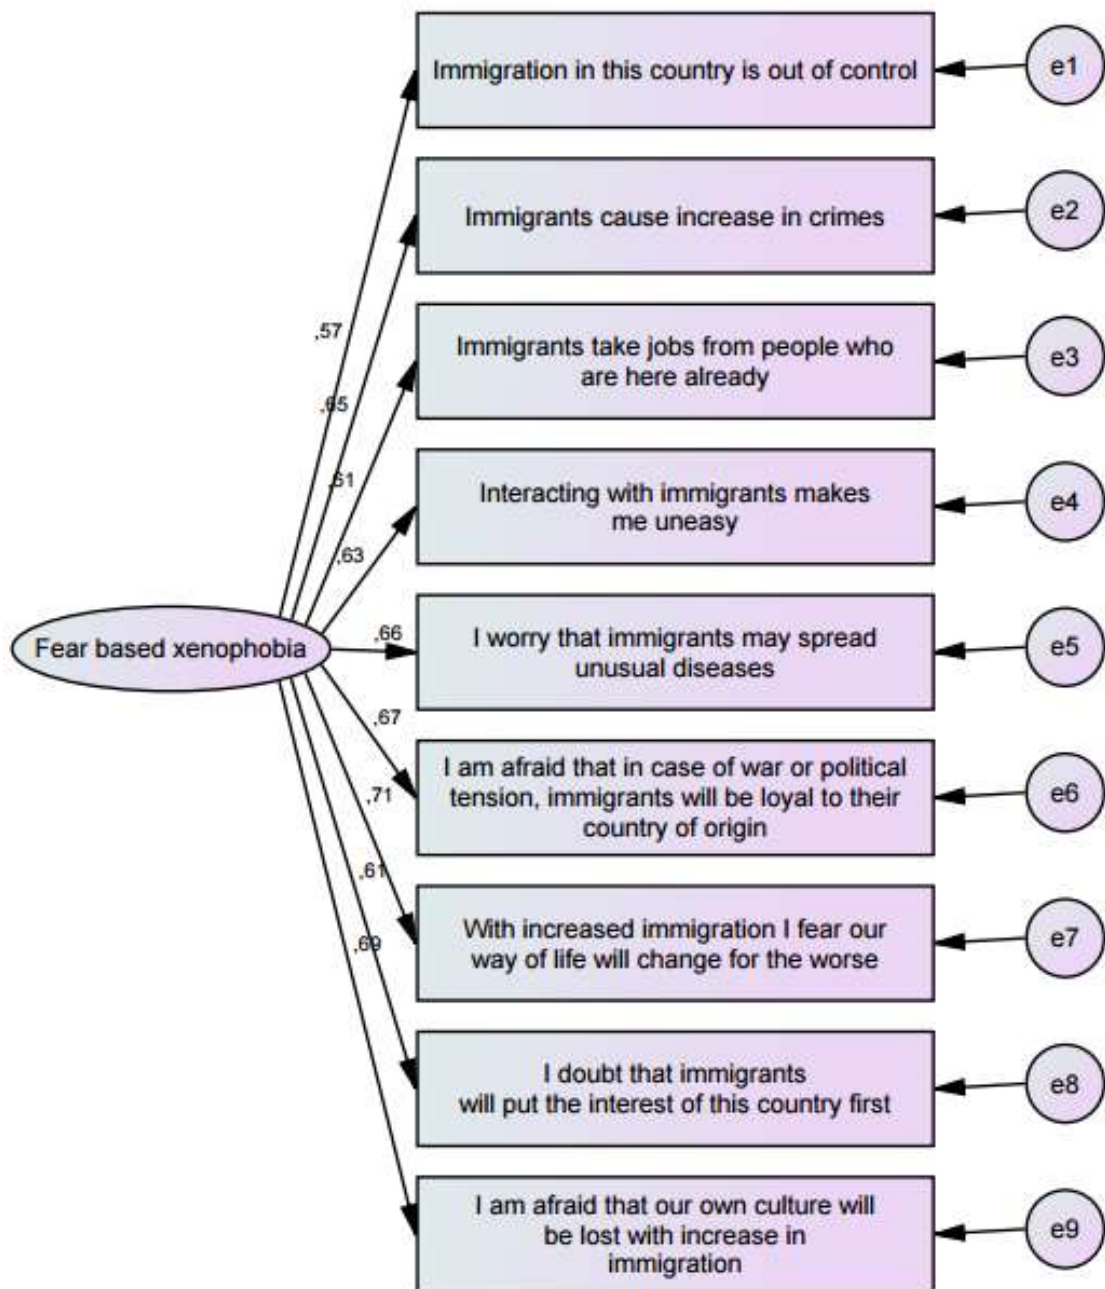 Immigration in this country is out of control
e1
Immigrants cause increase in crimes
e2
,57
Immigrants take jobs from people who
are here already
e3
,65
,61
Interacting with immigrants makes
me uneasy
e4
,63
Fear based xenophobia
,66
I worry that immigrants may spread
unusual diseases
e5
,67
I am afraid that in case of war or political
tension, immigrants will be loyal to their
country of origin
e6
,71
,61
With increased immigration I fear our
way of life will change for the worse
e7
,69
I doubt that immigrants
will put the interest of this country first
e8
I am afraid that our own culture will
be lost with increase in
immigration
e9